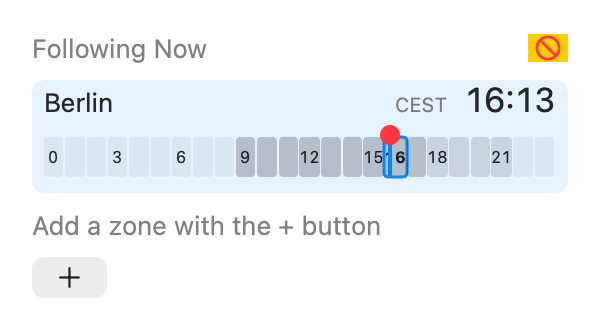 Following Now
Berlin CEST 16:13
0 3 6 9 12 15 16 18 21
Add a zone with the + button
+